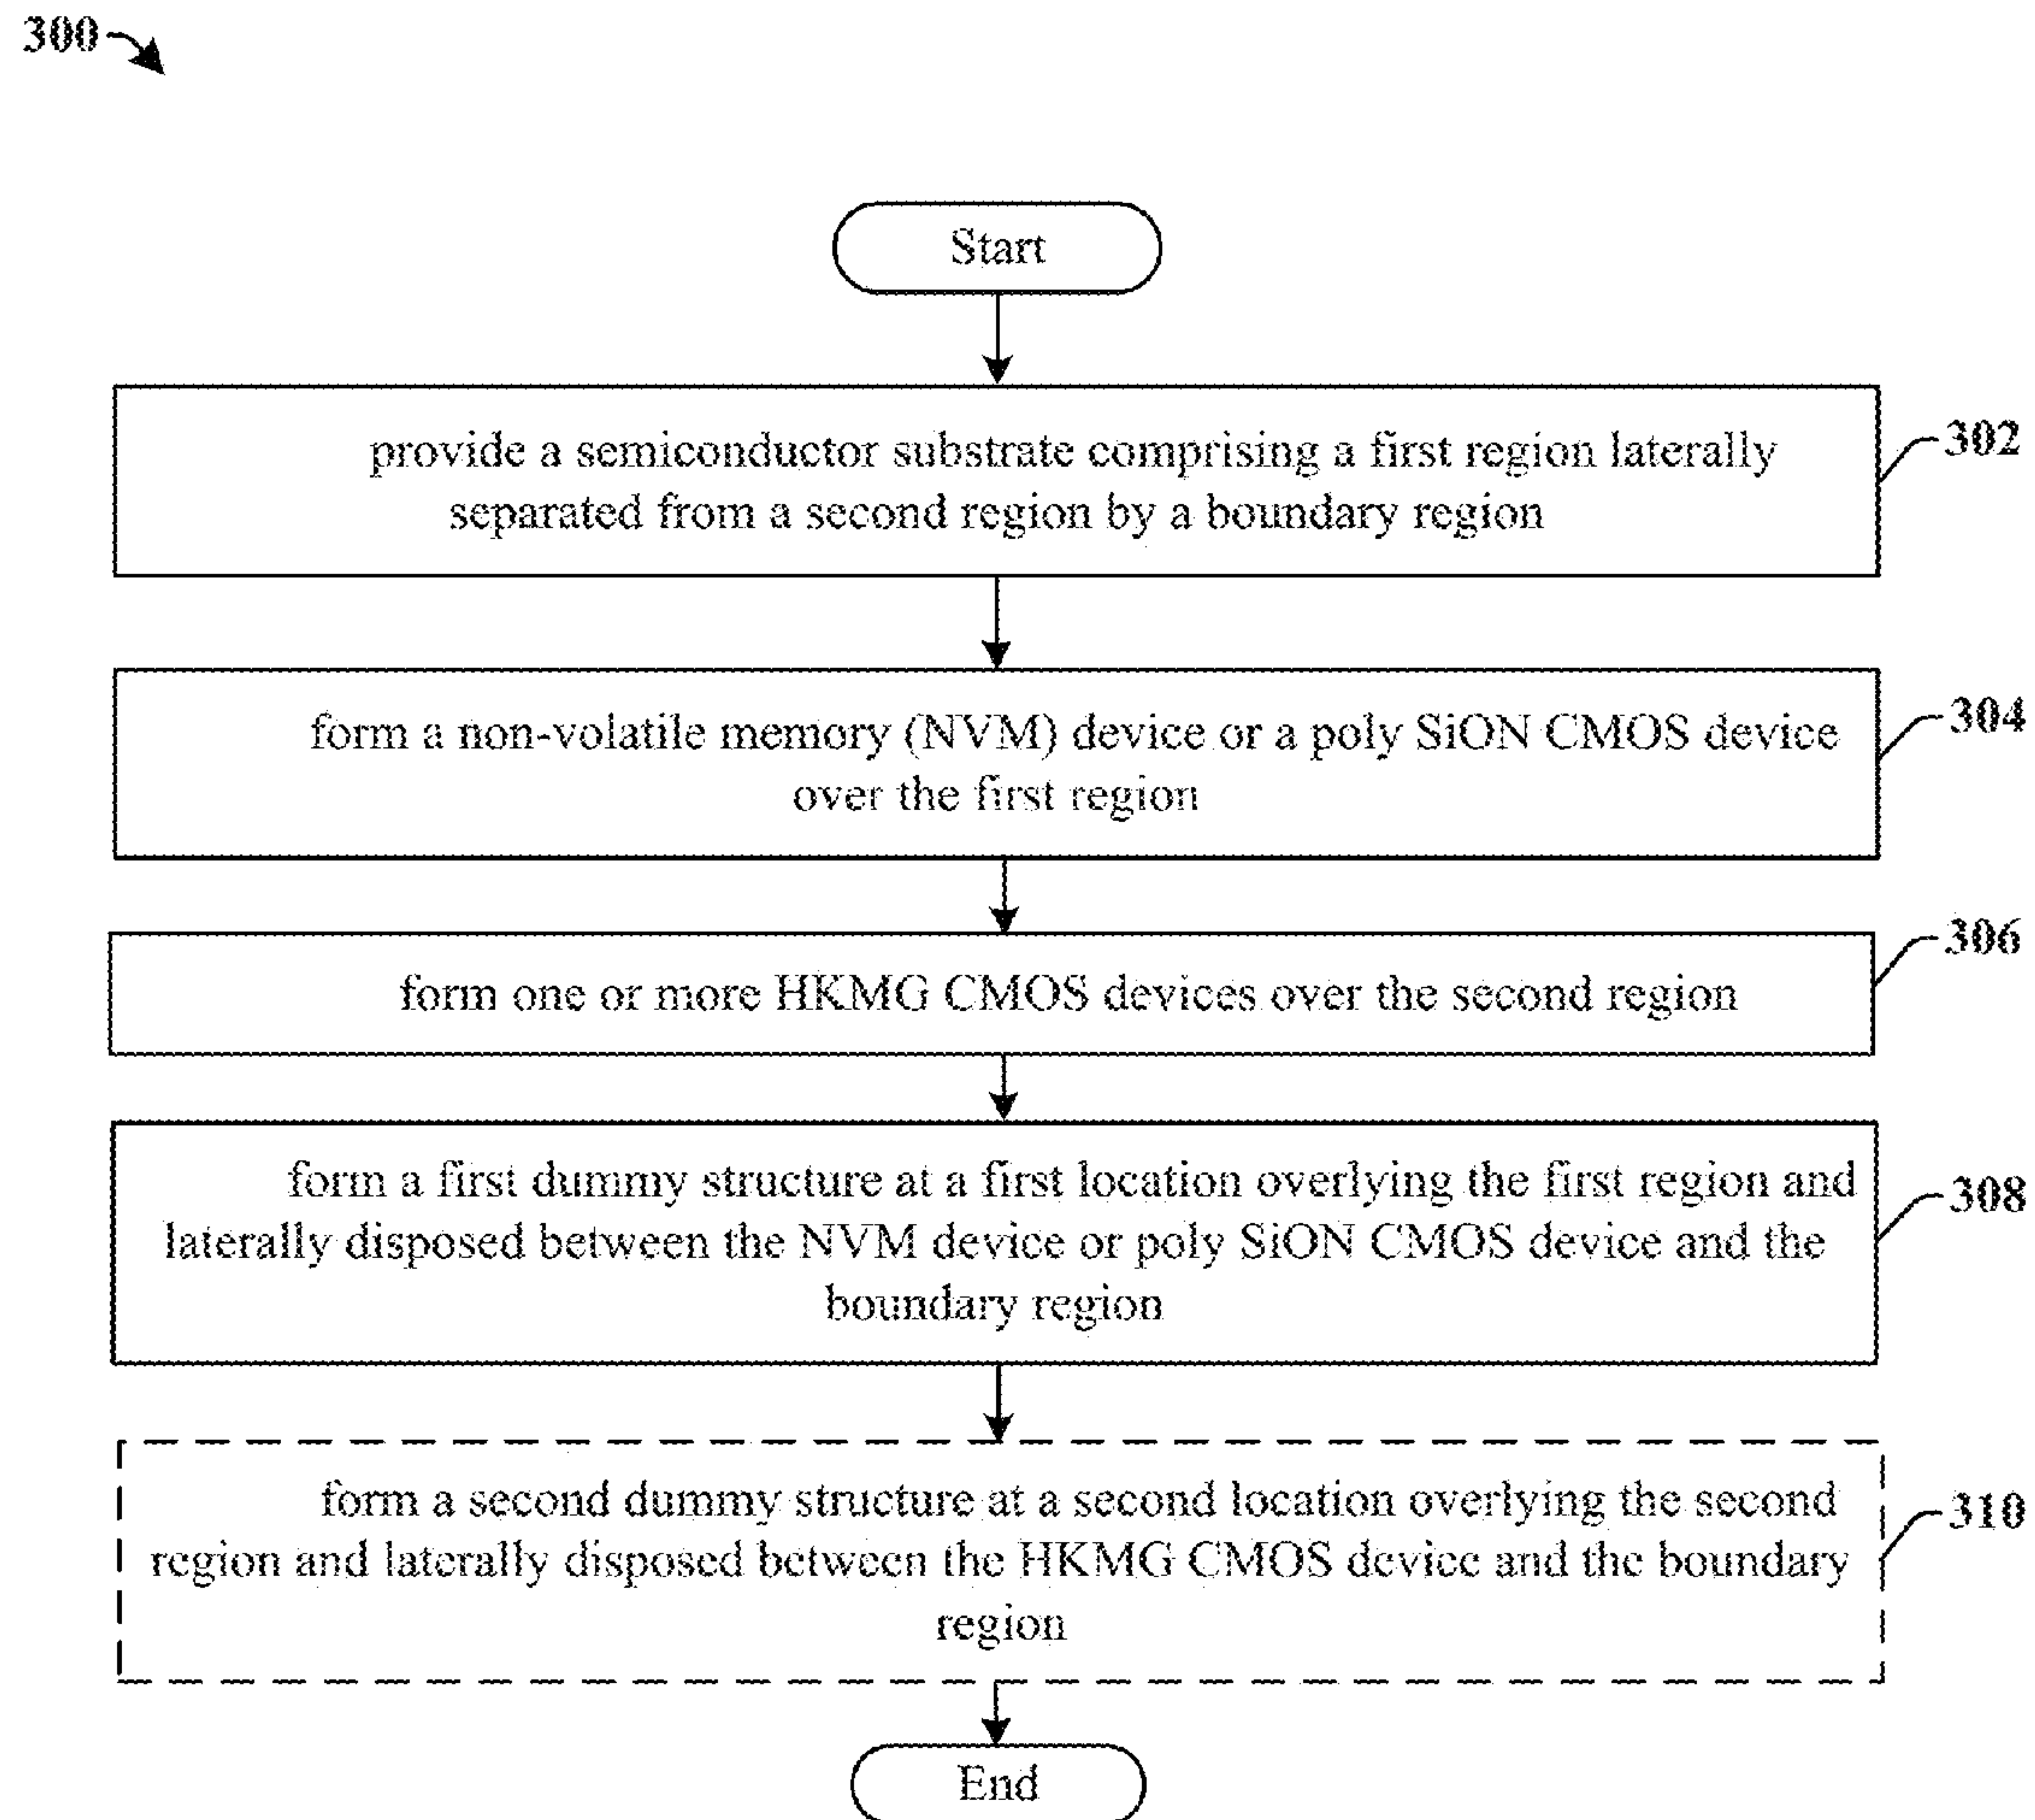 300
Start
provide a semiconductor substrate comprising a first region laterally
separated from a second region by a boundary region
302
form a non-volatile memory (NVM) device or a poly SiON CMOS device
over the first region
304
form one or more HKMG CMOS devices over the second region
306
form a first dummy structure at a first location overlying the first region and
laterally disposed between the NVM device or poly SiON CMOS device and the
boundary region
308
form a second dummy structure at a second location overlying the second
region and laterally disposed between the HKMG CMOS device and the boundary
region
310
End